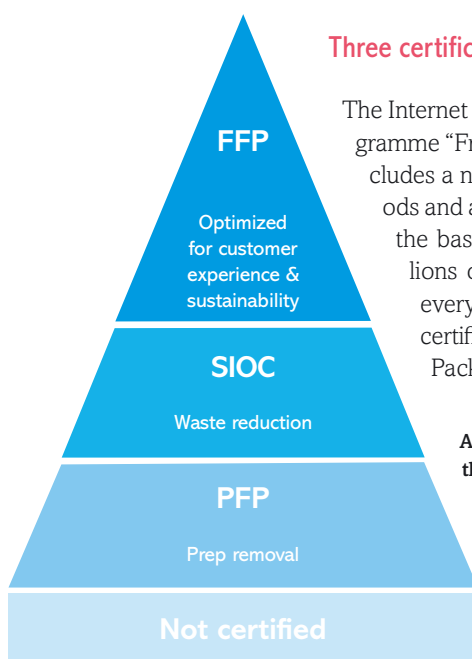 Three certific
The Internet
gramme “Fr
cludes a n
ods and a
the bas
lions c
every
certifi
Pack
A
th
FFP
Optimized
for customer
experience &
sustainability
SIOC
Waste reduction
PFP
Prep removal
Not certified